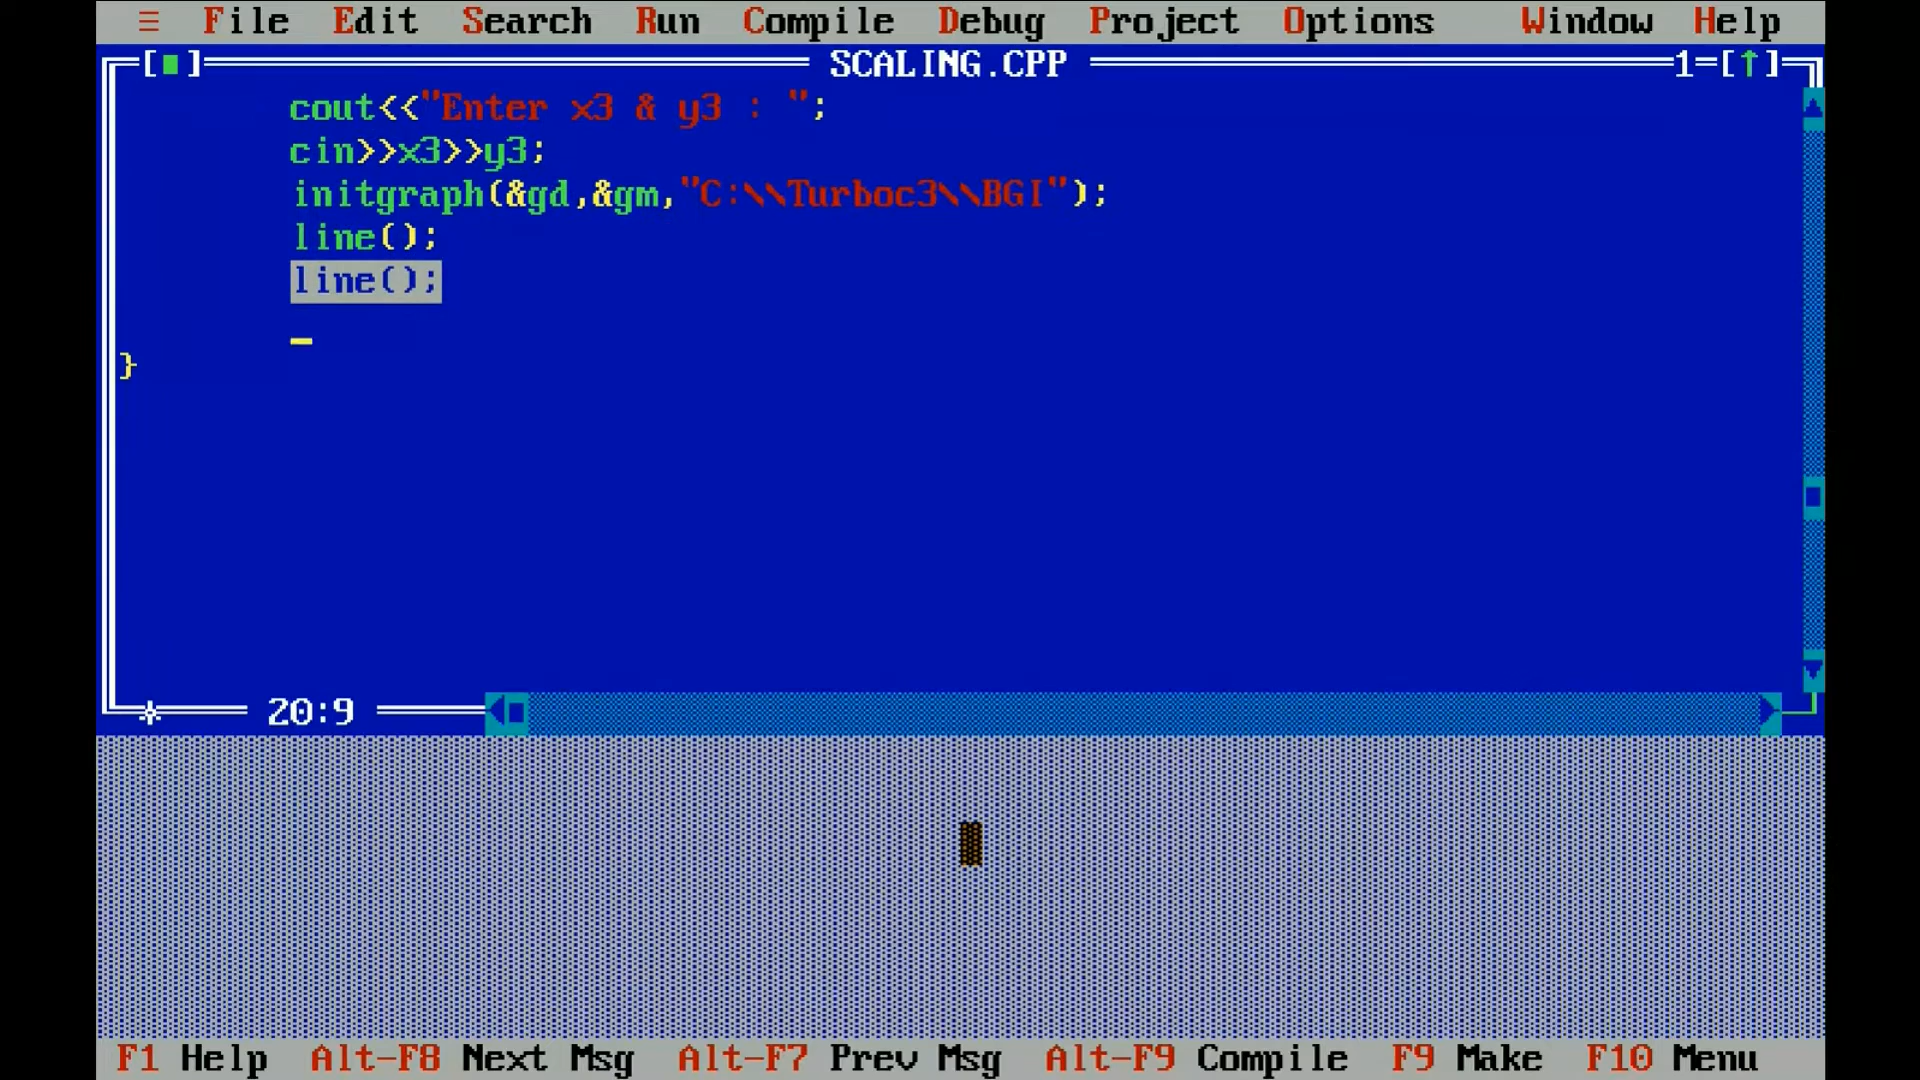 ≡ File Edit Search Run Compile Debug Project Options Window Help
[■] SCALING.CPP 1=[↑]
cout<<"Enter x3 & y3 : ";
cin>>x3>>y3;
initgraph(&gd,&gm,"C:\\Turboc3\\BGI");
line();
line();
}
* 20:9
F1 Help Alt-F8 Next Msg Alt-F7 Prev Msg Alt-F9 Compile F9 Make F10 Menu